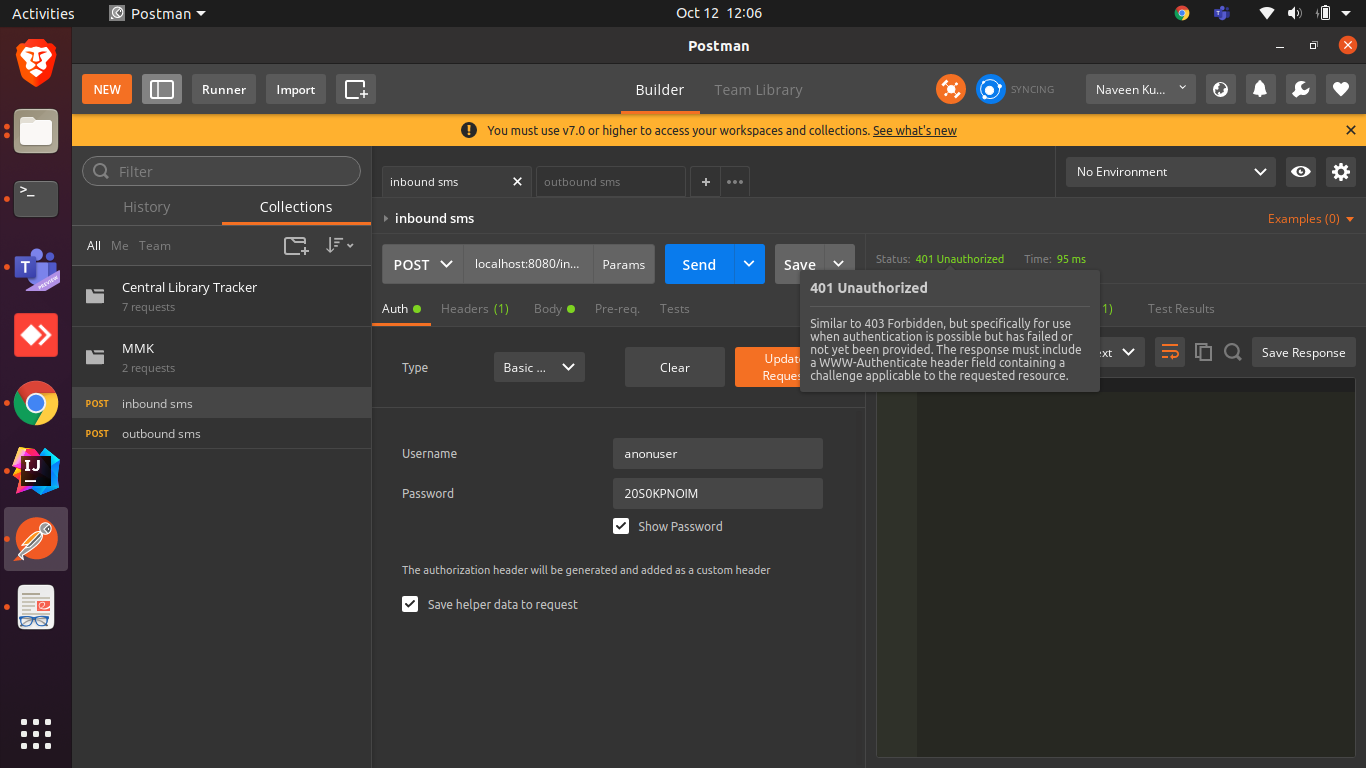 Activities
Postman
Oct 12 12:06
Postman
NEW
Runner
Import
Builder
Team Library
SYNCING
Naveen Ku...
You must use v7.0 or higher to access your workspaces and collections. See what's new
Filter
History
Collections
All
Me
Team
Central Library Tracker
7 requests
MMK
2 requests
POST inbound sms
POST outbound sms
inbound sms
outbound sms
No Environment
inbound sms
Examples (0)
POST
localhost:8080/in...
Params
Send
Save
Status: 401 Unauthorized
Time: 95 ms
Auth
Headers (1)
Body
Pre-req.
Tests
1)
Test Results
401 Unauthorized
Similar to 403 Forbidden, but specifically for use
when authentication is possible but has failed or
not yet been provided. The response must include
a WWW-Authenticate header field containing a
challenge applicable to the requested resource.
Type
Basic ...
Clear
Update
Request
ext
Save Response
Username
anonuser
Password
20S0KPNOIM
Show Password
The authorization header will be generated and added as a custom header
Save helper data to request
>_
T
PREVIEW
IJ